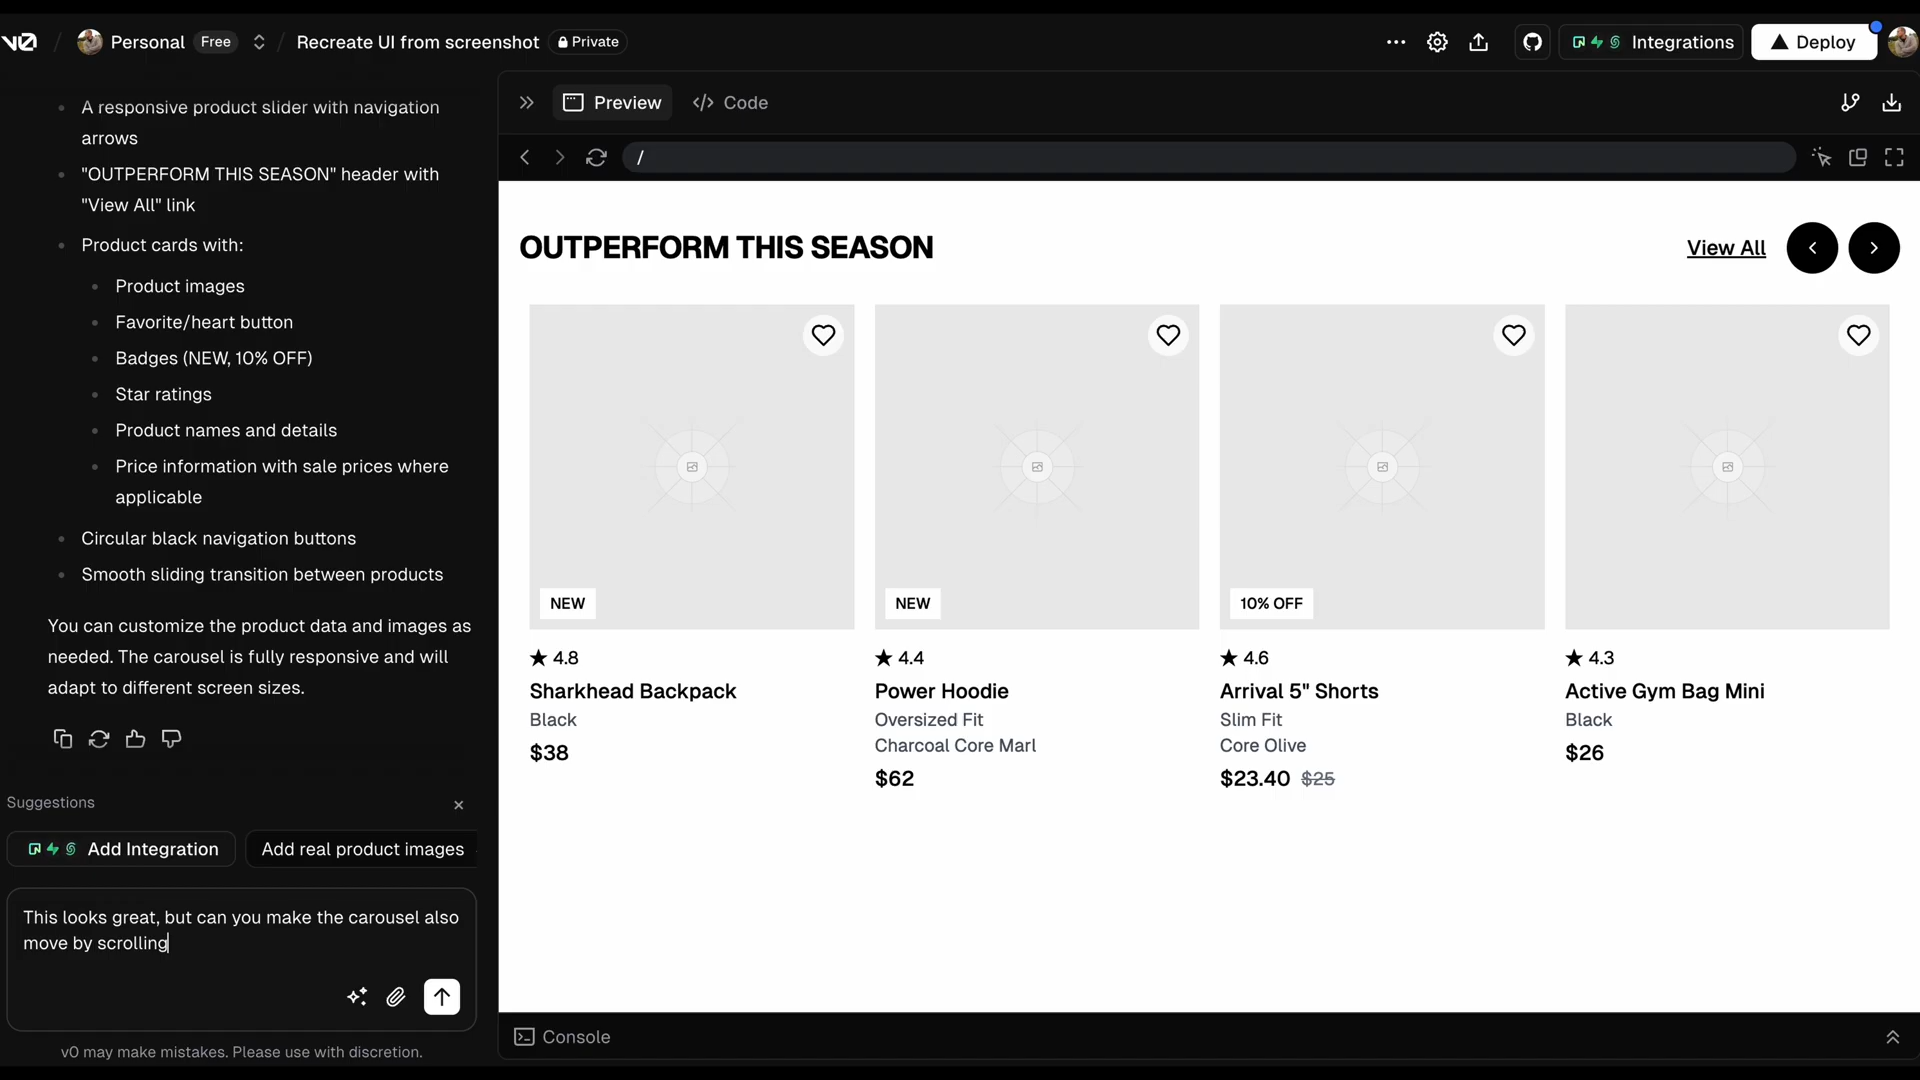 v0
Personal
Free
Recreate UI from screenshot
Private
Integrations
Deploy
A responsive product slider with navigation
arrows
"OUTPERFORM THIS SEASON" header with
"View All" link
Product cards with:
Product images
Favorite/heart button
Badges (NEW, 10% OFF)
Star ratings
Product names and details
Price information with sale prices where
applicable
Circular black navigation buttons
Smooth sliding transition between products
You can customize the product data and images as
needed. The carousel is fully responsive and will
adapt to different screen sizes.
Suggestions
Add Integration
Add real product images
This looks great, but can you make the carousel also
move by scrolling
v0 may make mistakes. Please use with discretion.
Preview
Code
/
OUTPERFORM THIS SEASON
View All
NEW
★ 4.8
Sharkhead Backpack
Black
$38
NEW
★ 4.4
Power Hoodie
Oversized Fit
Charcoal Core Marl
$62
10% OFF
★ 4.6
Arrival 5" Shorts
Slim Fit
Core Olive
$23.40 $25
★ 4.3
Active Gym Bag Mini
Black
$26
Console